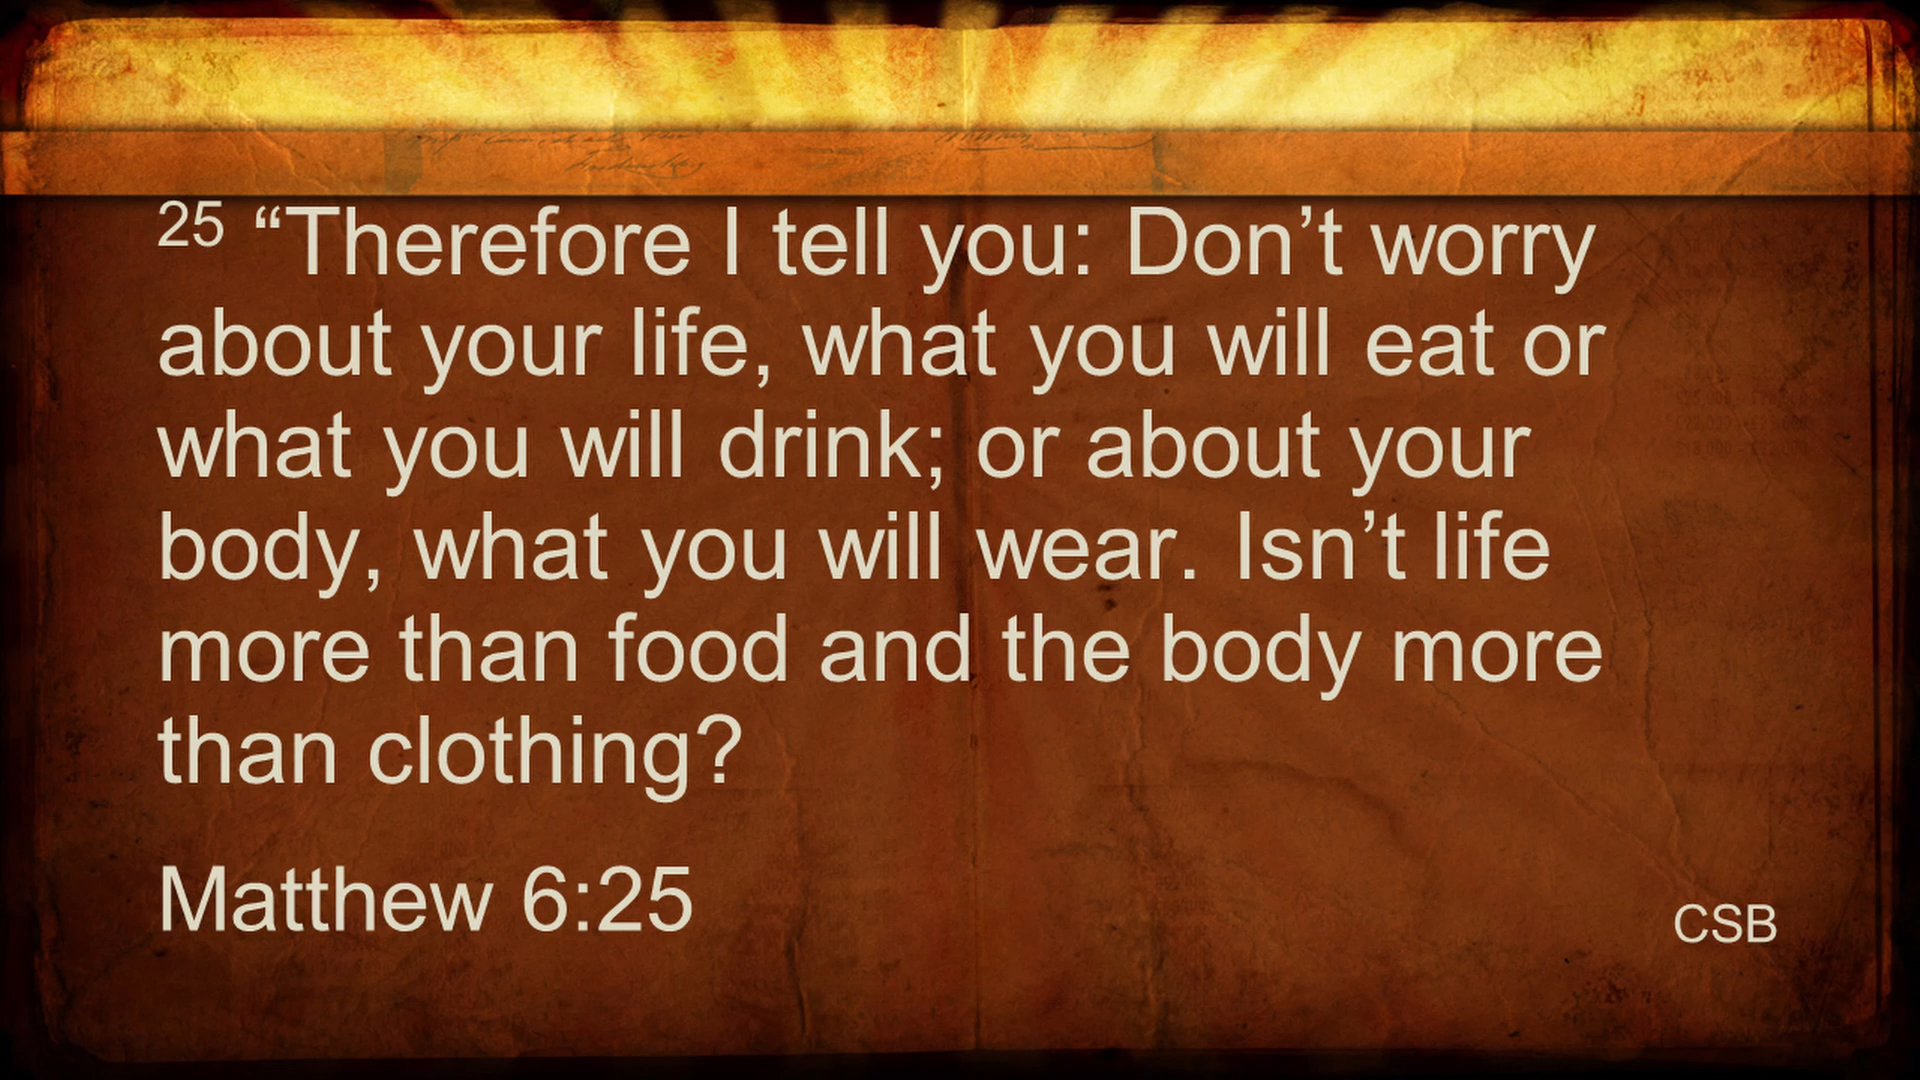 25 “Therefore I tell you: Don’t worry
about your life, what you will eat or
what you will drink; or about your
body, what you will wear. Isn’t life
more than food and the body more
than clothing?
Matthew 6:25
CSB